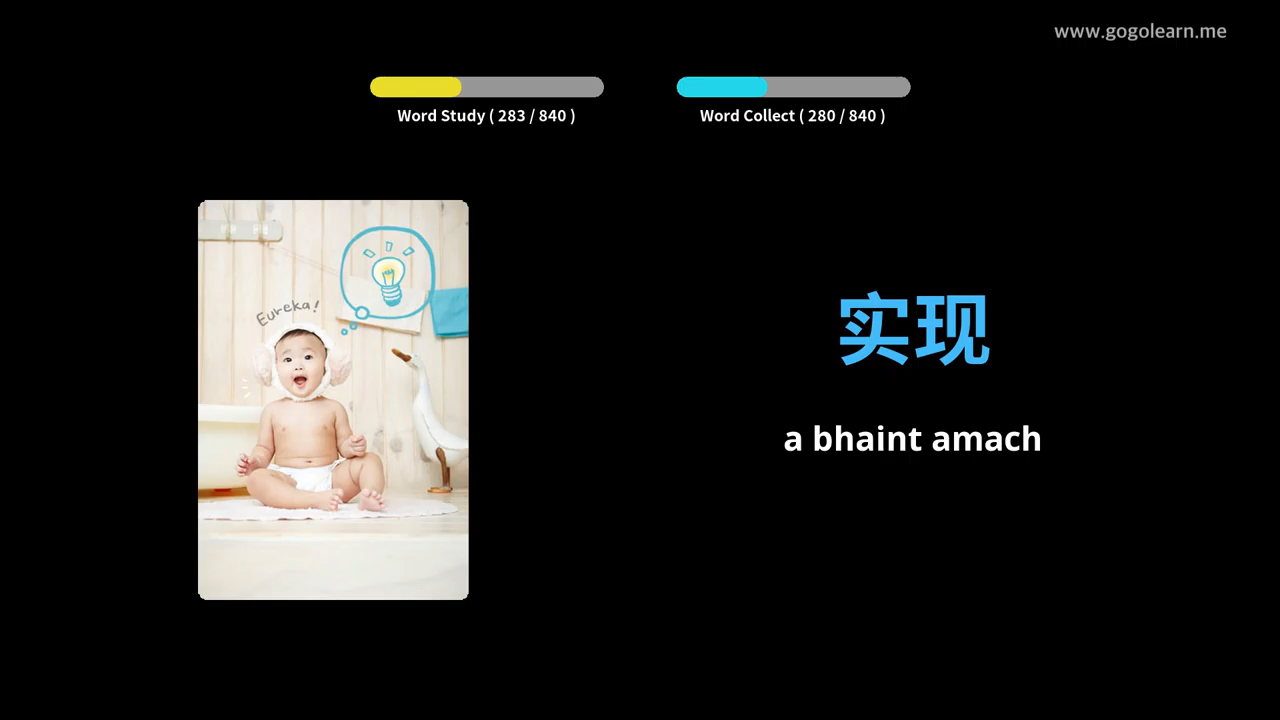 www.gogolearn.me
Word Study ( 283 / 840 )
Word Collect ( 280 / 840 )
Eureka!
实现
a bhaint amach